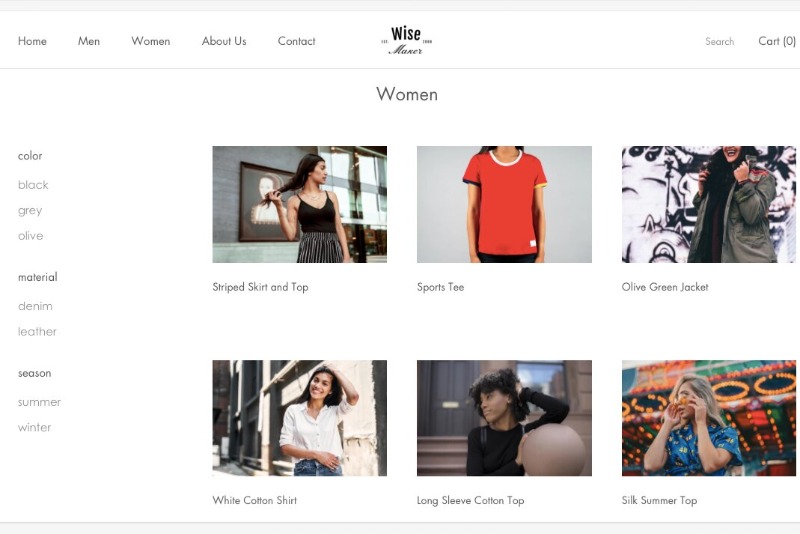 Home Men Women About Us Contact
Wise
EST. 2000
Maker
Search Cart (0)
Women
color
black
grey
olive
material
denim
leather
season
summer
winter
Striped Skirt and Top
Sports Tee
Olive Green Jacket
White Cotton Shirt
Long Sleeve Cotton Top
Silk Summer Top